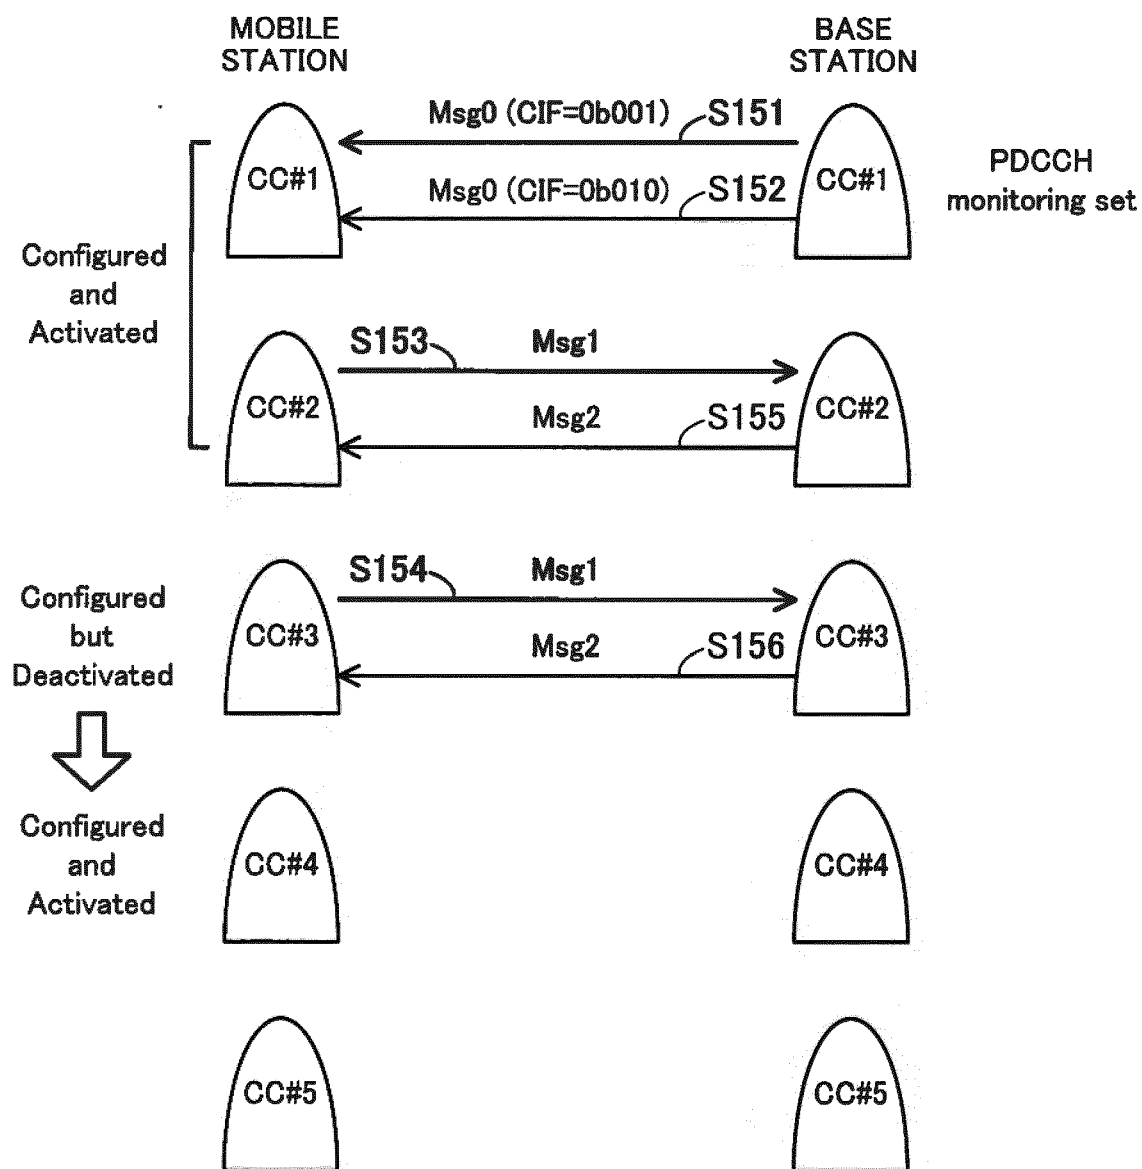 MOBILE
STATION
BASE
STATION
Msg0 (CIF=0b001)
S151
CC#1
CC#1
PDCCH
monitoring set
Msg0 (CIF=0b010)
S152
Configured
and
Activated
S153
Msg1
CC#2
CC#2
Msg2
S155
S154
Msg1
Configured
but
Deactivated
CC#3
CC#3
Msg2
S156
Configured
and
Activated
CC#4
CC#4
CC#5
CC#5